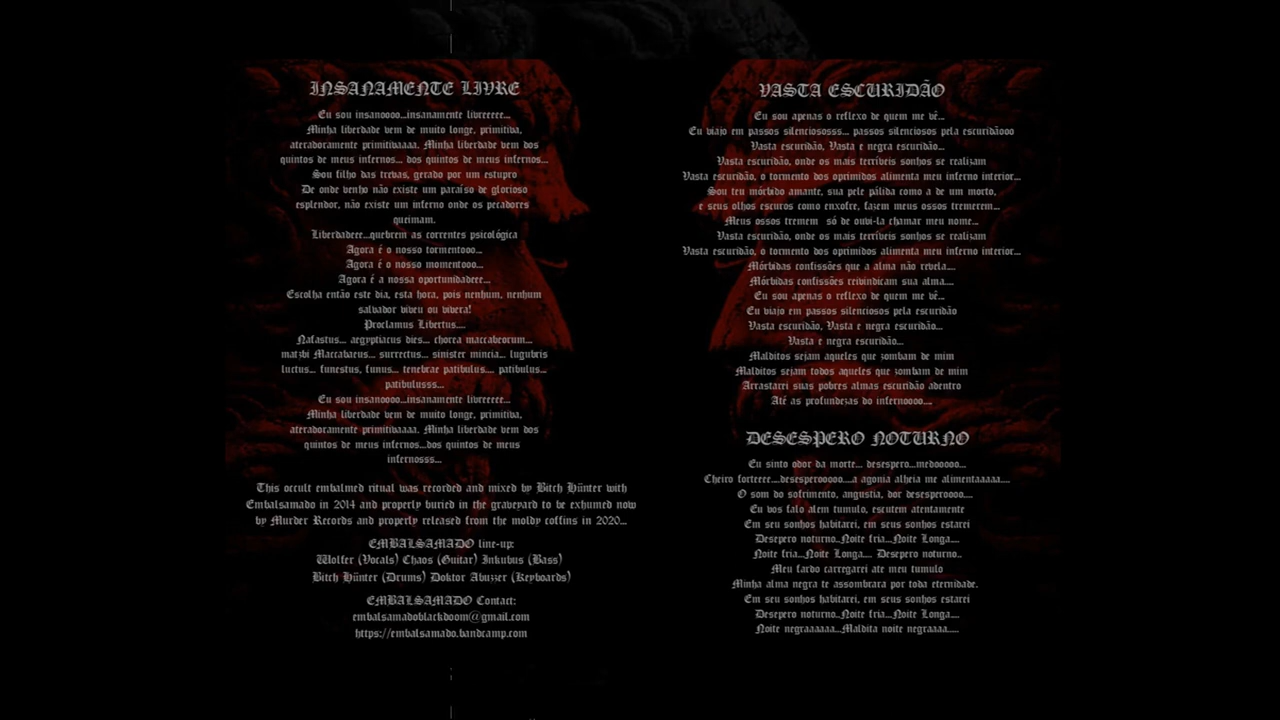 INSANAMENTE LIVRE
Eu sou insanoooo...insanamente livreeeee...
Minha liberdade vem de muito longe, primitiva,
ateradoramente primitivaaaa. Minha liberdade vem dos
quintos de meus infernos... dos quintos de meus infernos...
Sou filho das trevas, gerado por um estupro
De onde venho não existe um paraíso de glorioso
esplendor, não existe um inferno onde os pecadores
queimam.
Liberdadeee...quebrem as correntes psicológica
Agora é o nosso tormentooo...
Agora é o nosso momentooo...
Agora é a nossa oportunidadeee...
Escolha então este dia, esta hora, pois nenhum, nenhum
salvador viveu ou vivera!
Proclamus Libertus....
Nafastus... aegyptiacus dies... chorea maccabeorum...
matzbi Maccabaeus... surrectus... sinister mincia... lugubris
luctus... funestus, funus... tenebrae patibulus.... patibulus...
patibulusss...
Eu sou insanoooo...insanamente livreeeee...
Minha liberdade vem de muito longe, primitiva,
ateradoramente primitivaaaa. Minha liberdade vem dos
quintos de meus infernos...dos quintos de meus
infernosss...
This occult embalmed ritual was recorded and mixed by Bitch Hünter with
Embalsamado in 2014 and properly buried in the graveyard to be exhumed now
by Murder Records and properly released from the moldy coffins in 2020...
EMBALSAMADO line-up:
Wolfer (Vocals) Chaos (Guitar) Inkubus (Bass)
Bitch Hünter (Drums) Doktor Abuzzer (Keyboards)
EMBALSAMADO Contact:
embalsamadoblackdoom@gmail.com
https://embalsamado.bandcamp.com
VASTA ESCURIDÃO
Eu sou apenas o reflexo de quem me vê...
Eu viajo em passos silenciososss... passos silenciosos pela escuridãooo
Vasta escuridão, Vasta e negra escuridão...
Vasta escuridão, onde os mais terríveis sonhos se realizam
Vasta escuridão, o tormento dos oprimidos alimenta meu inferno interior...
Sou teu mórbido amante, sua pele pálida como a de um morto,
e seus olhos escuros como enxofre, fazem meus ossos tremerem...
Meus ossos tremem só de ouvi-la chamar meu nome...
Vasta escuridão, onde os mais terríveis sonhos se realizam
Vasta escuridão, o tormento dos oprimidos alimenta meu inferno interior...
Mórbidas confissões que a alma não revela....
Mórbidas confissões reivindicam sua alma....
Eu sou apenas o reflexo de quem me vê...
Eu viajo em passos silenciosos pela escuridão
Vasta escuridão, Vasta e negra escuridão...
Vasta e negra escuridão...
Malditos sejam aqueles que zombam de mim
Malditos sejam todos aqueles que zombam de mim
Arrastarei suas pobres almas escuridão adentro
Até as profundezas do infernoooo....
DESESPERO NOTURNO
Eu sinto odor da morte... desespero...medooooo...
Cheiro forteree....desesperooooo....a agonia alheia me alimentaaaaa....
O som do sofrimento, angustia, dor desesperoooo....
Eu vos falo alem tumulo, escutem atentamente
Em seu sonhos habitarei, em seus sonhos estarei
Desepero noturno..Noite fria...Noite Longa....
Noite fria...Noite Longa.... Desepero noturno..
Meu fardo carregarei ate meu tumulo
Minha alma negra te assombrara por toda eternidade.
Em seu sonhos habitarei, em seus sonhos estarei
Desepero noturno..Noite fria...Noite Longa....
Noite negraaaaaa...Maldita noite negraaaa.....